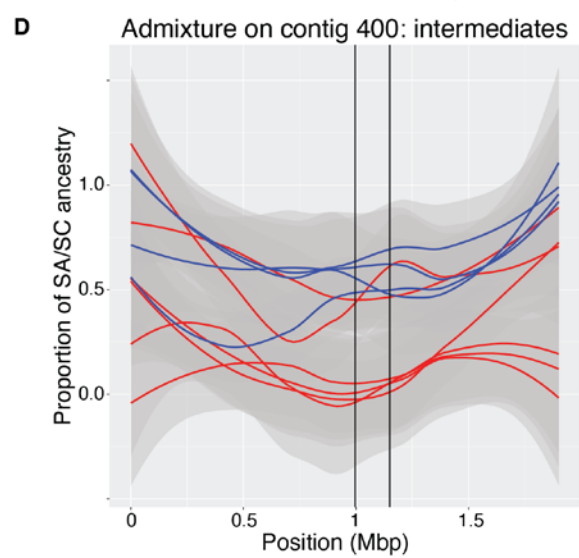 D
Admixture on contig 400: intermediates
Proportion of SA/SC ancestry
1.0
0.5
0.0
0
0.5
1
1.5
Position (Mbp)